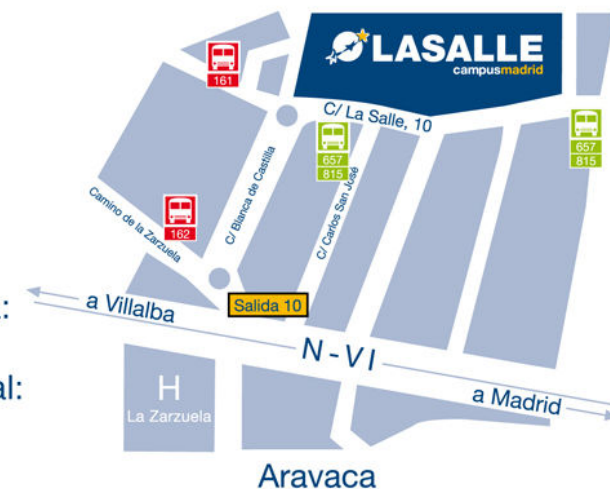 LASALLE
campusmadrid
161
C/ La Salle, 10
657
815
657
815
C/ Blanca de Castilla
C/ Carlos San José
Camino de la Zarzuela
162
Salida 10
a Villalba
N-VI
a Madrid
H
La Zarzuela
Aravaca